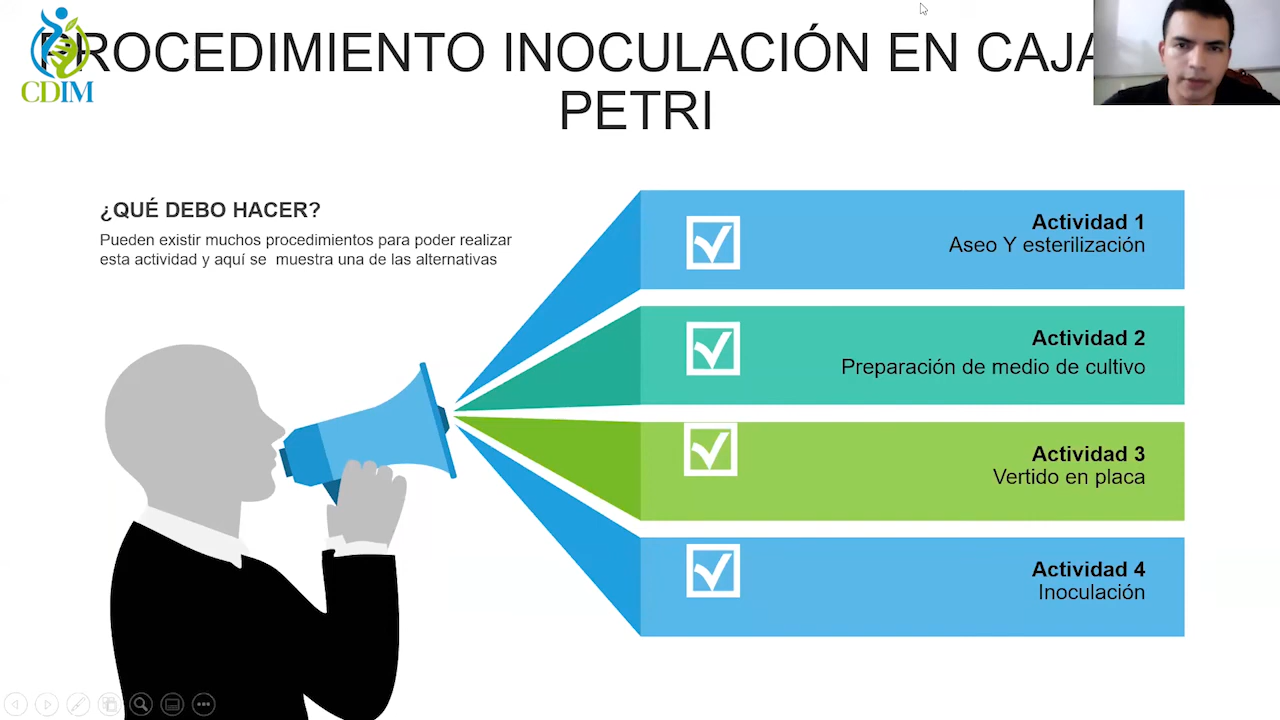 PROCEDIMIENTO INOCULACIÓN EN CAJA
PETRI
CDIM
¿QUÉ DEBO HACER?
Pueden existir muchos procedimientos para poder realizar
esta actividad y aquí se muestra una de las alternativas
Actividad 1
Aseo Y esterilización
Actividad 2
Preparación de medio de cultivo
Actividad 3
Vertido en placa
Actividad 4
Inoculación